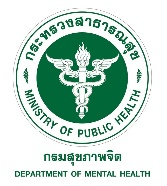 กระทรวงสาธารณสุข
MINISTRY OF PUBLIC HEALTH
กรมสุขภาพจิต
DEPARTMENT OF MENTAL HEALTH